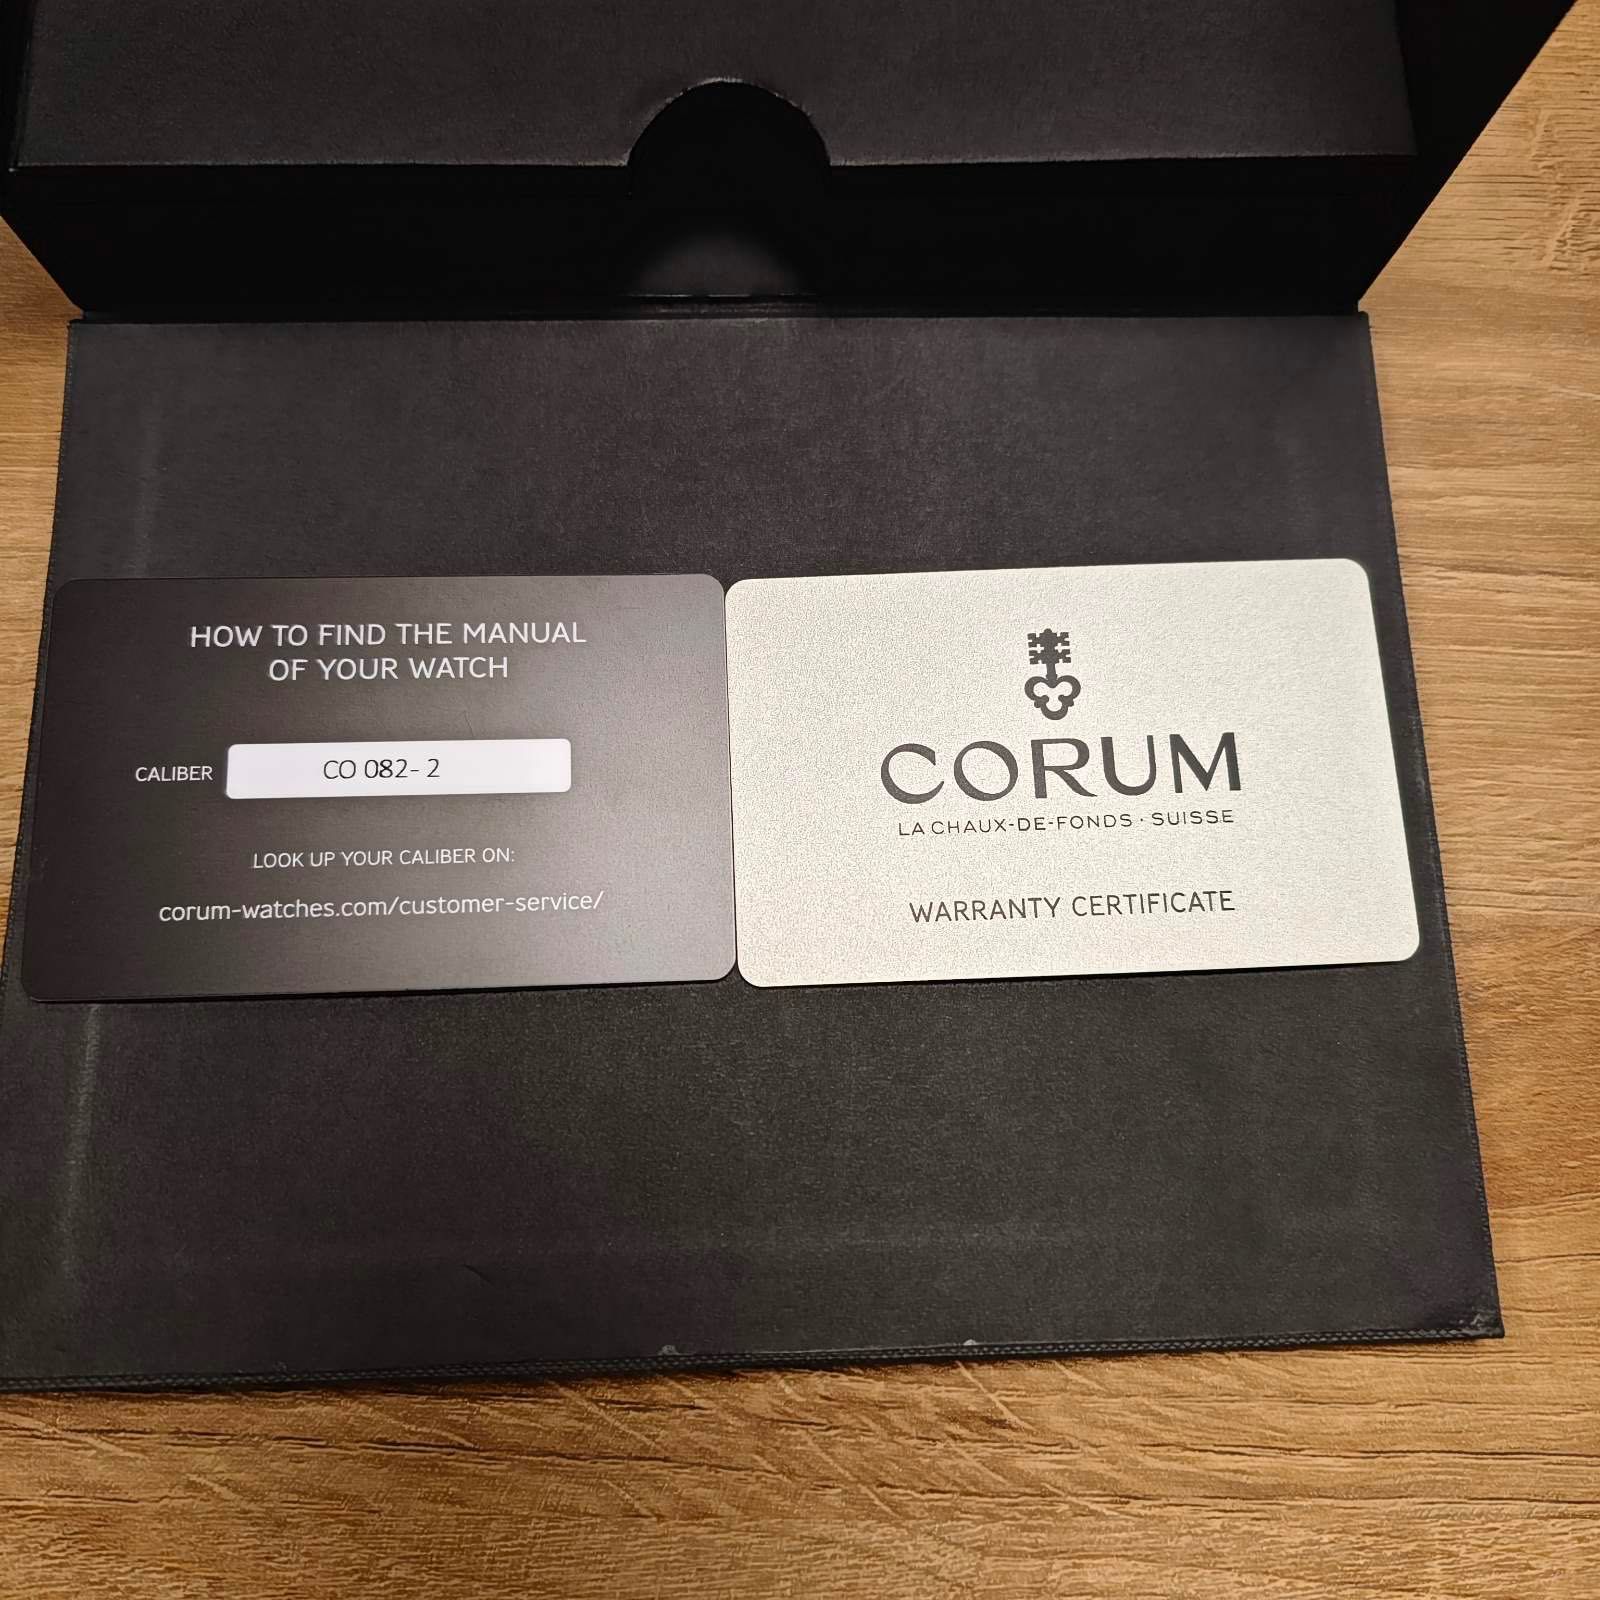 HOW TO FIND THE MANUAL
OF YOUR WATCH
CALIBER CO 082-2
LOOK UP YOUR CALIBER ON:
corum-watches.com/customer-service/
CORUM
LA CHAUX-DE-FONDS · SUISSE
WARRANTY CERTIFICATE